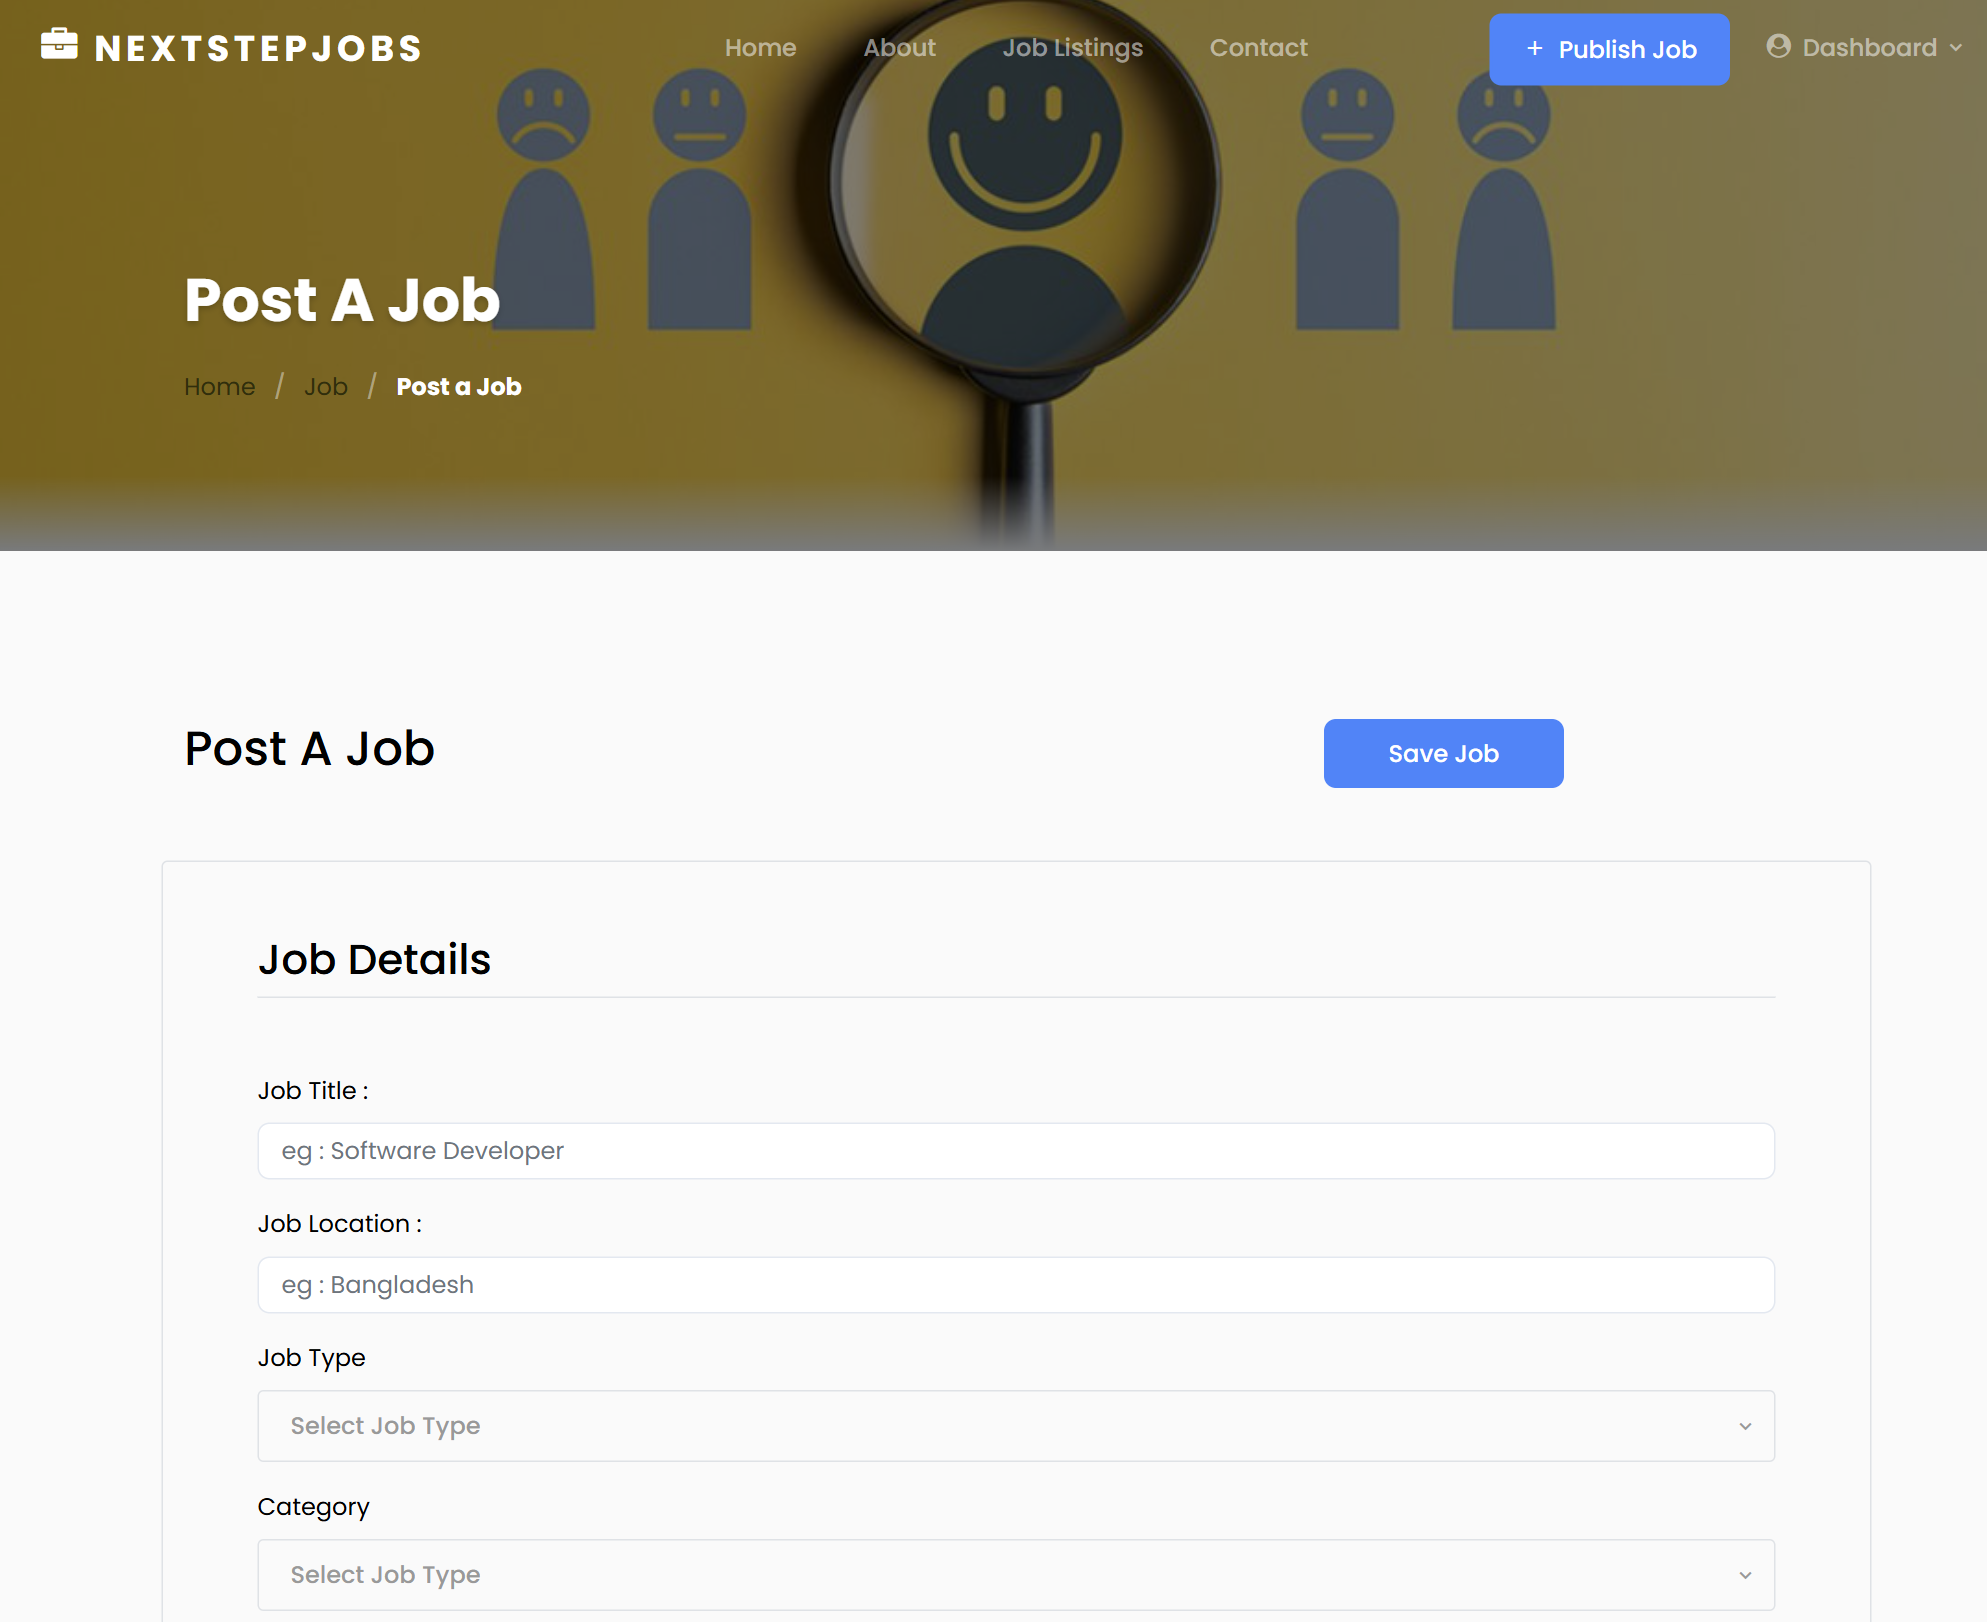 NEXTSTEPJOBS
Home About Job Listings Contact
+ Publish Job
Dashboard
Post A Job
Home / Job / Post a Job
Post A Job
Save Job
Job Details
Job Title :
eg : Software Developer
Job Location :
eg : Bangladesh
Job Type
Select Job Type
Category
Select Job Type